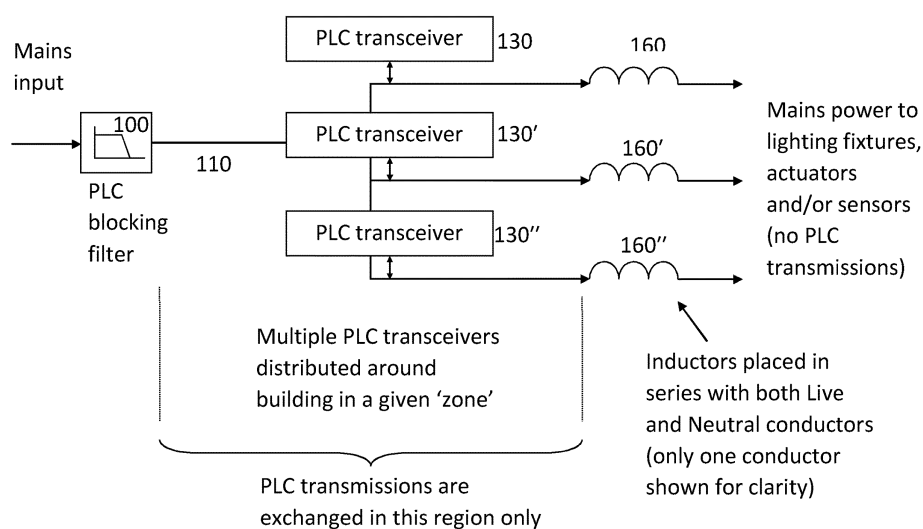 PLC transceiver
130
160
Mains
input
100
PLC transceiver
130′
110
160′
Mains power to
lighting fixtures,
actuators
and/or sensors
(no PLC
transmissions)
PLC
blocking
filter
PLC transceiver
130′′
160′′
Multiple PLC transceivers
distributed around
building in a given ‘zone’
Inductors placed in
series with both Live
and Neutral conductors
(only one conductor
shown for clarity)
PLC transmissions are
exchanged in this region only